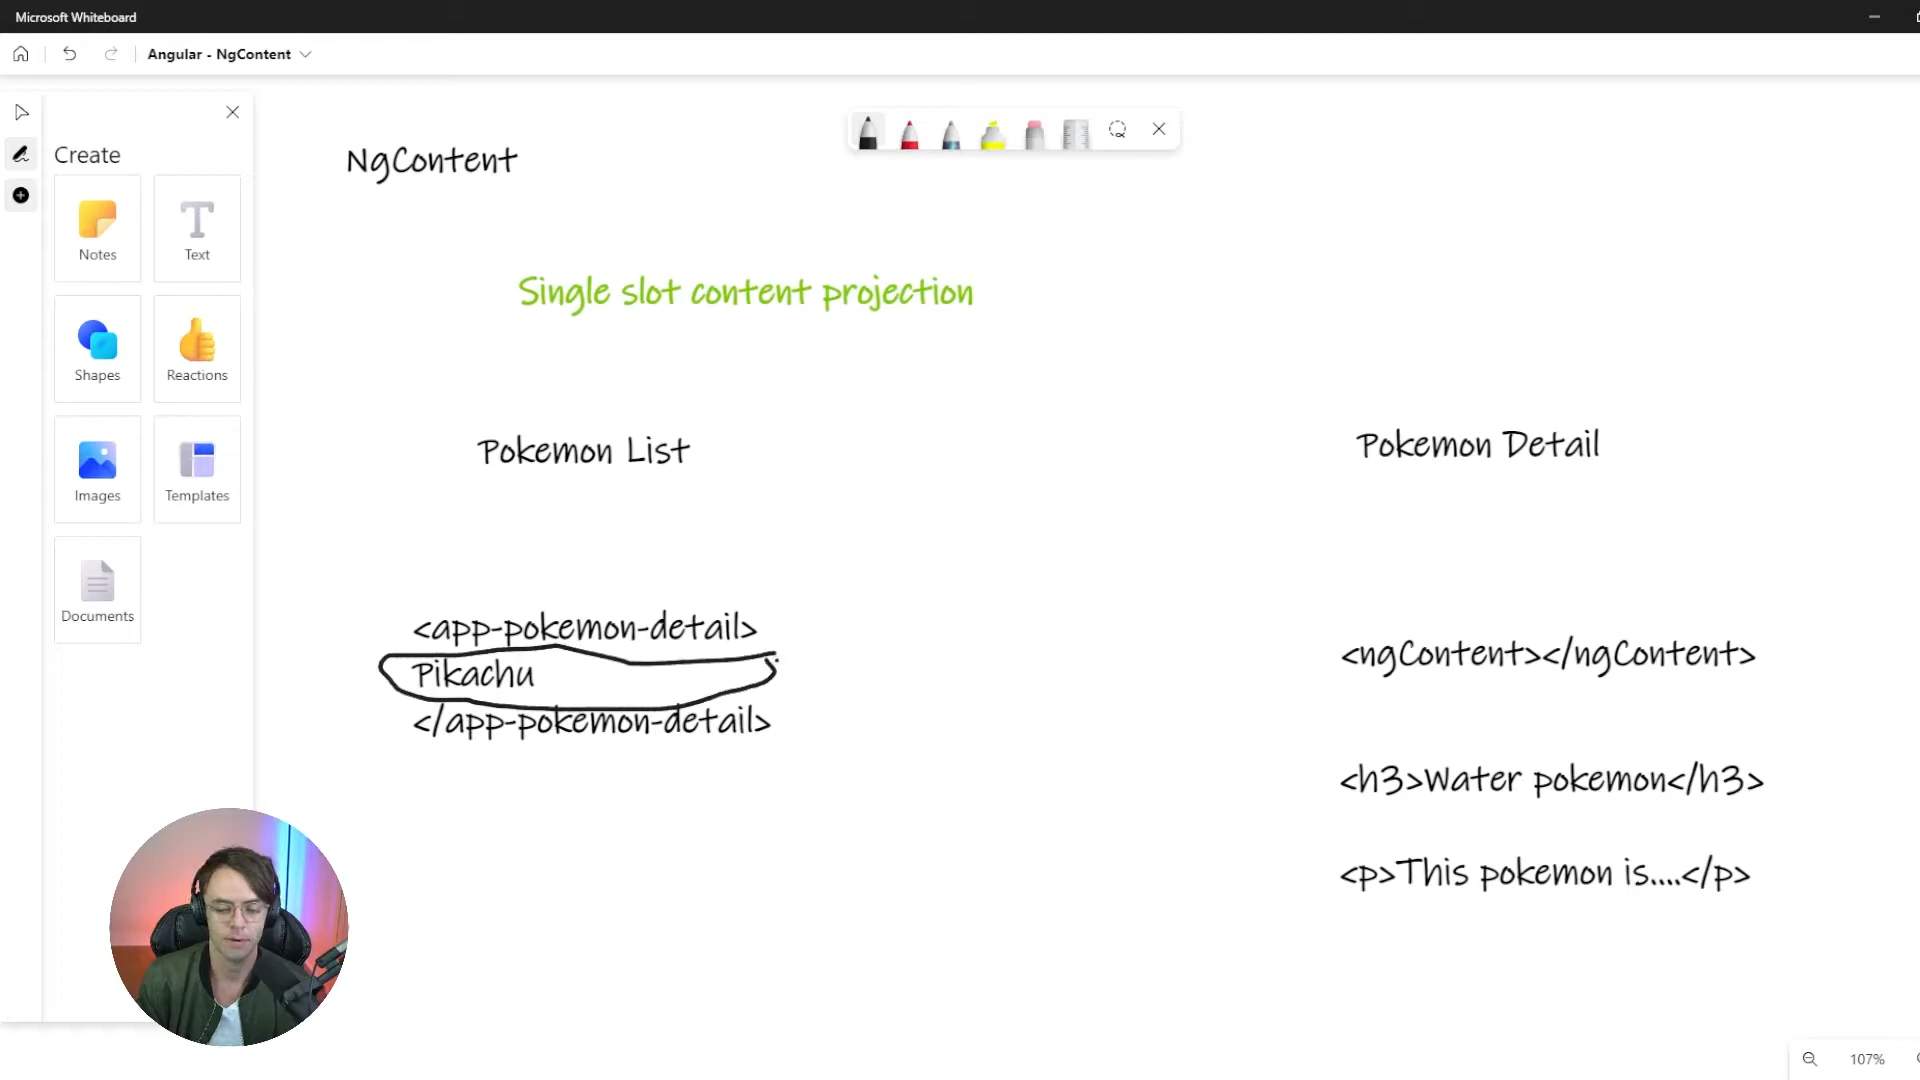 Microsoft Whiteboard
Angular - NgContent
Create
Notes
Text
Shapes
Reactions
Images
Templates
Documents
NgContent
Single slot content projection
Pokemon List
Pokemon Detail
<app-pokemon-detail>
Pikachu
</app-pokemon-detail>
<ngContent></ngContent>
<h3>Water pokemon</h3>
<p>This pokemon is....</p>
107%